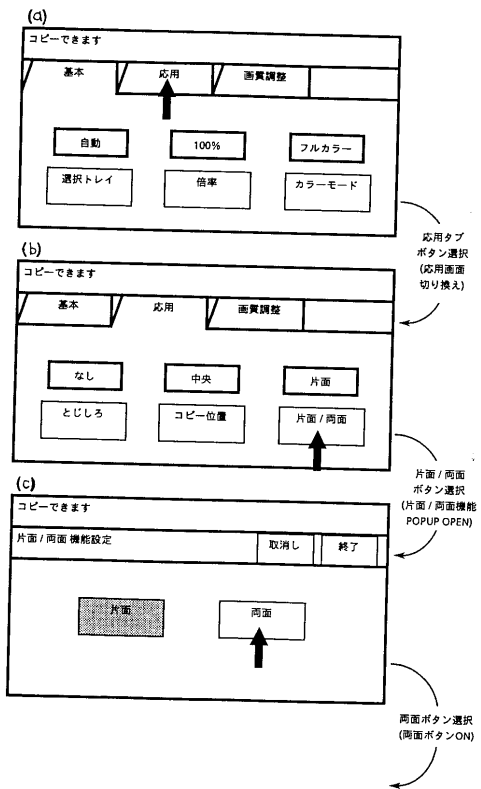 (a)
コピーできます
基本 応用 画質調整
自動 100% フルカラー
選択トレイ 倍率 カラーモード
応用タブ
ボタン選択
(応用画面
切り換え)
(b)
コピーできます
基本 応用 画質調整
なし 中央 片面
とじしろ コピー位置 片面/両面
片面/両面
ボタン選択
(片面/両面機能
POPUP OPEN)
(c)
コピーできます
片面/両面機能設定 取消し 終了
片面 両面
両面ボタン選択
(両面ボタンON)